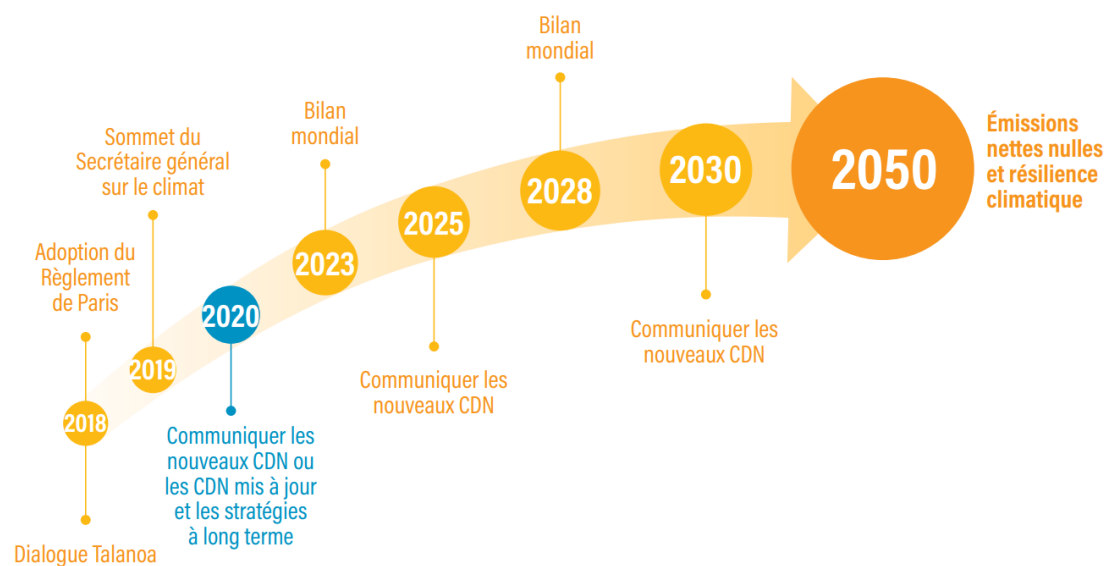 Adoption du
Règlement
de Paris
2018
Dialogue Talanoa
Sommet du
Secrétaire général
sur le climat
2019
2020
Communiquer les
nouveaux CDN ou
les CDN mis à jour
et les stratégies
à long terme
Bilan
mondial
2023
2025
Communiquer les
nouveaux CDN
Bilan
mondial
2028
2030
Communiquer les
nouveaux CDN
2050
Émissions
nettes nulles
et résilience
climatique